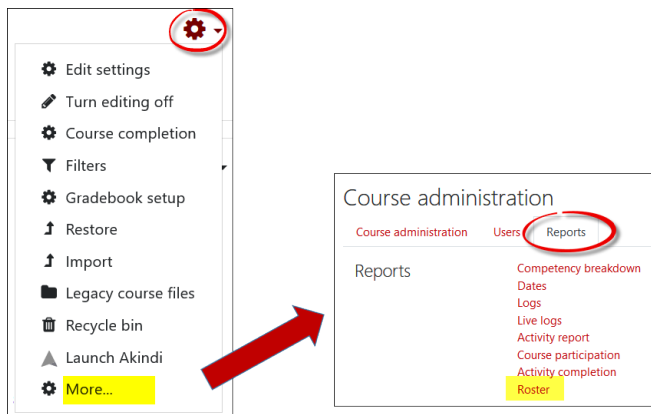 Edit settings
Turn editing off
Course completion
Filters
Gradebook setup
Restore
Import
Legacy course files
Recycle bin
Launch Akindi
More...
Course administration
Course administration Users Reports
Reports
Competency breakdown
Dates
Logs
Live logs
Activity report
Course participation
Activity completion
Roster